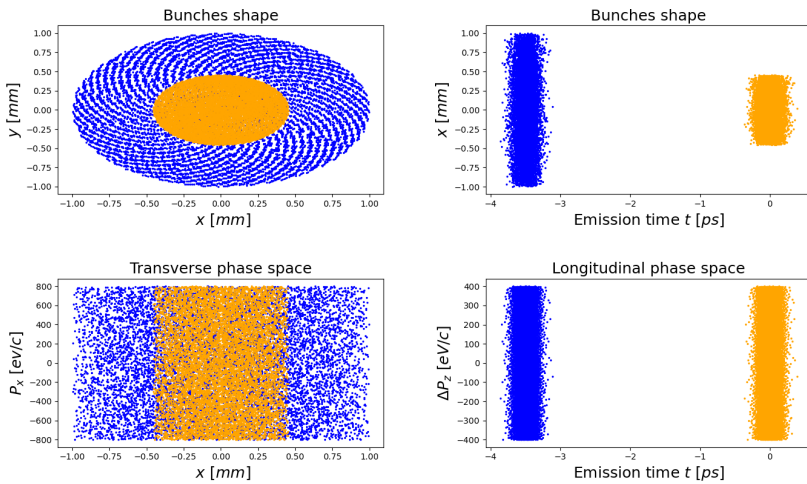 Bunches shape
1.00
0.75
0.50
0.25
0.00
−0.25
−0.50
−0.75
−1.00
y [mm]
−1.00 −0.75 −0.50 −0.25 0.00 0.25 0.50 0.75 1.00
x [mm]
Bunches shape
1.00
0.75
0.50
0.25
0.00
−0.25
−0.50
−0.75
−1.00
x [mm]
−4 −3 −2 −1 0
Emission time t [ps]
Transverse phase space
800
600
400
200
0
−200
−400
−600
−800
Pₓ [ev/c]
−1.00 −0.75 −0.50 −0.25 0.00 0.25 0.50 0.75 1.00
x [mm]
Longitudinal phase space
400
300
200
100
0
−100
−200
−300
−400
ΔP_z [eV/c]
−4 −3 −2 −1 0
Emission time t [ps]